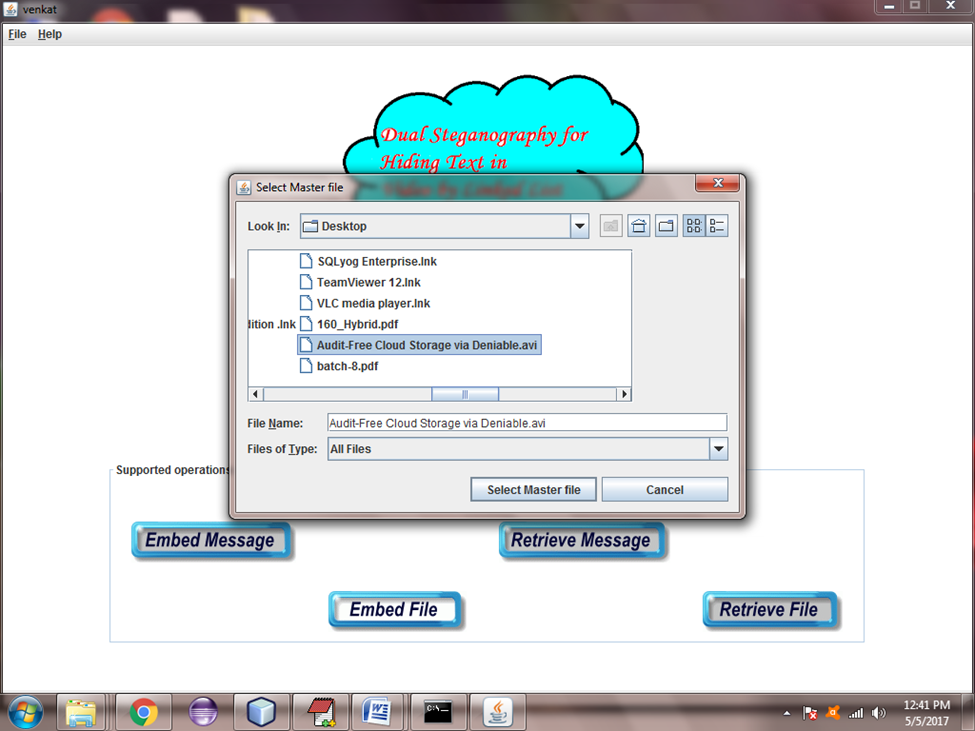 venkat
File Help
Dual Steganography for
Hiding Text in
Select Master file
Look In: Desktop
SQLyog Enterprise.lnk
TeamViewer 12.lnk
VLC media player.lnk
dition .lnk 160_Hybrid.pdf
Audit-Free Cloud Storage via Deniable.avi
batch-8.pdf
File Name: Audit-Free Cloud Storage via Deniable.avi
Files of Type: All Files
Select Master file Cancel
Supported operations
Embed Message Retrieve Message
Embed File Retrieve File
12:41 PM
5/5/2017